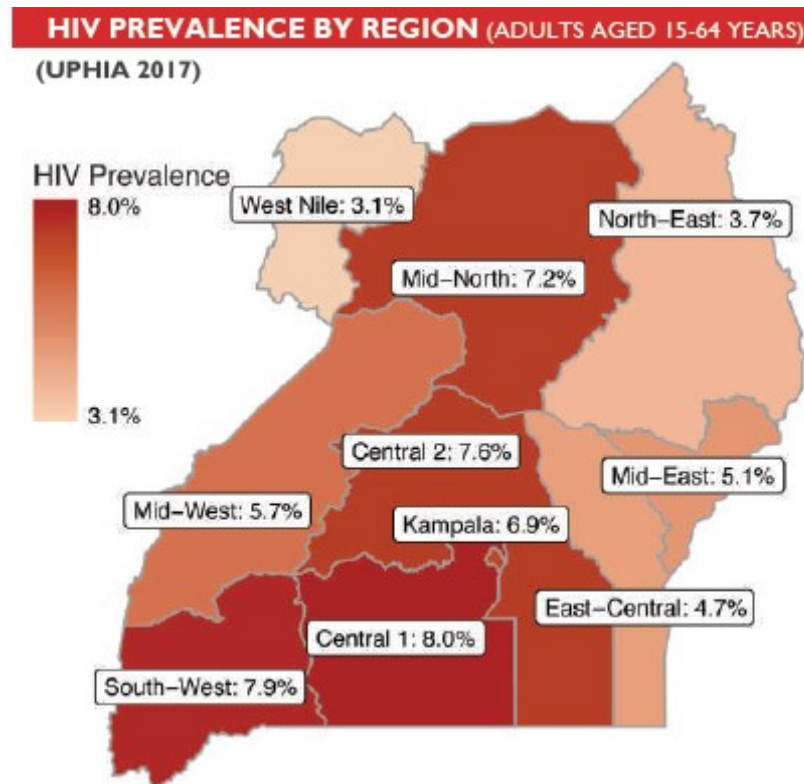 HIV PREVALENCE BY REGION (ADULTS AGED 15-64 YEARS)
(UPHIA 2017)
HIV Prevalence
8.0%
3.1%
West Nile: 3.1%
North-East: 3.7%
Mid-North: 7.2%
Central 2: 7.6%
Mid-East: 5.1%
Mid-West: 5.7%
Kampala: 6.9%
East-Central: 4.7%
Central 1: 8.0%
South-West: 7.9%